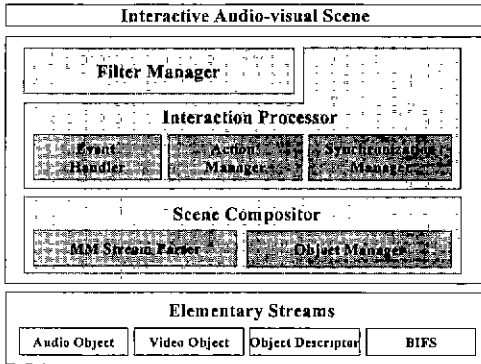 Interactive Audio-visual Scene
Filter Manager
Interaction Processor
Event Handler
Action Manager
Synchronization Manager
Scene Compositor
MM Stream Parser
Object Manager
Elementary Streams
Audio Object
Video Object
Object Descriptor
BIFS